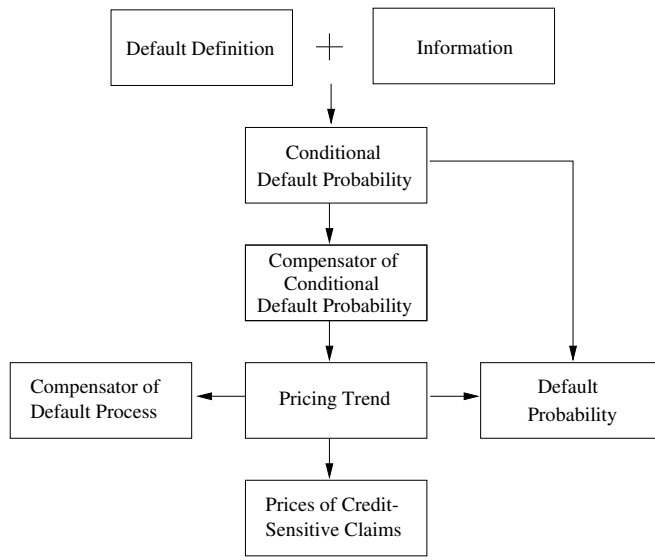 Default Definition
+
Information
Conditional
Default Probability
Compensator of
Conditional
Default Probability
Compensator of
Default Process
Pricing Trend
Default
Probability
Prices of Credit-
Sensitive Claims